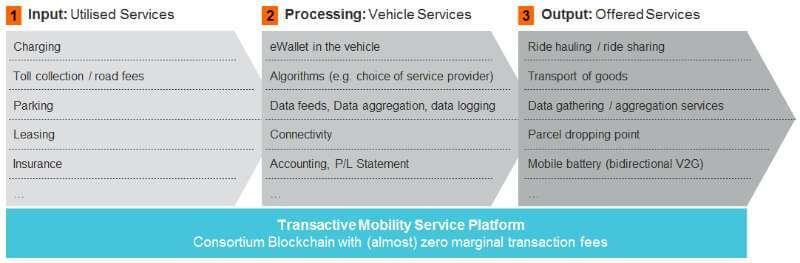 1 Input: Utilised Services
Charging
Toll collection / road fees
Parking
Leasing
Insurance
...
2 Processing: Vehicle Services
eWallet in the vehicle
Algorithms (e.g. choice of service provider)
Data feeds, Data aggregation, data logging
Connectivity
Accounting, P/L Statement
...
3 Output: Offered Services
Ride hauling / ride sharing
Transport of goods
Data gathering / aggregation services
Parcel dropping point
Mobile battery (bidirectional V2G)
...
Transactive Mobility Service Platform
Consortium Blockchain with (almost) zero marginal transaction fees